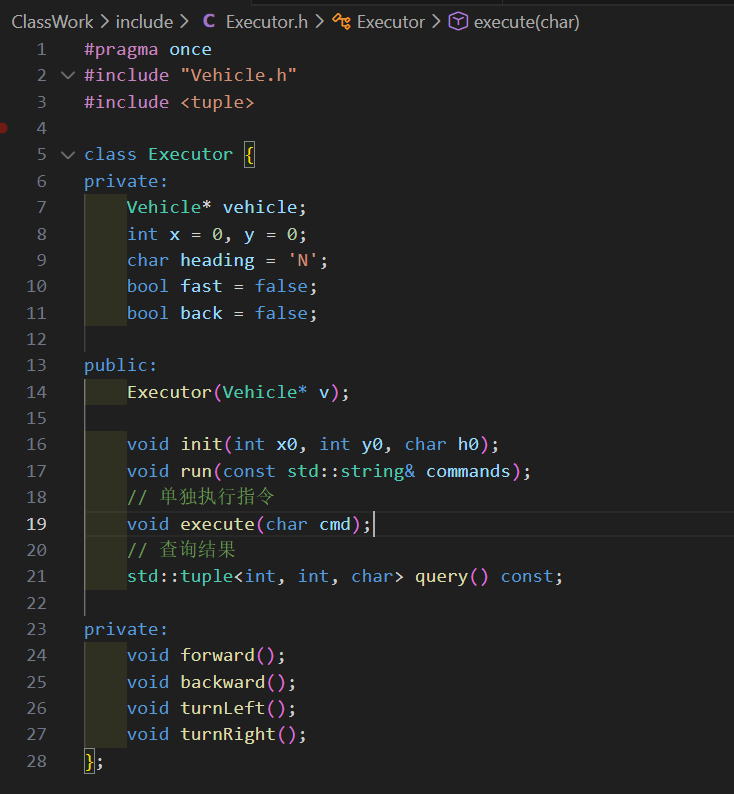 ClassWork > include > C Executor.h > Executor > execute(char)
1 #pragma once
2 #include "Vehicle.h"
3 #include <tuple>
4
5 class Executor {
6 private:
7 Vehicle* vehicle;
8 int x = 0, y = 0;
9 char heading = 'N';
10 bool fast = false;
11 bool back = false;
12
13 public:
14 Executor(Vehicle* v);
15
16 void init(int x0, int y0, char h0);
17 void run(const std::string& commands);
18 // 单独执行指令
19 void execute(char cmd);
20 // 查询结果
21 std::tuple<int, int, char> query() const;
22
23 private:
24 void forward();
25 void backward();
26 void turnLeft();
27 void turnRight();
28 };